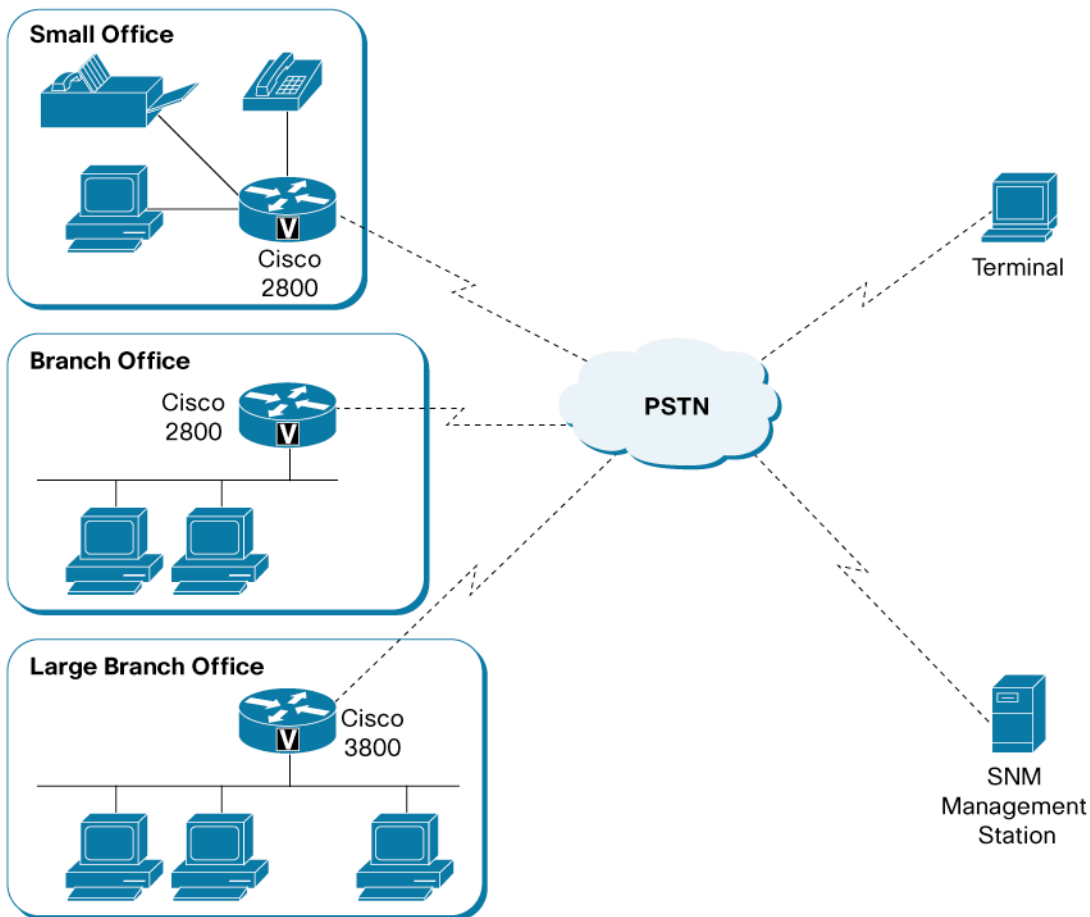 Small Office
V
Cisco
2800
Terminal
Branch Office
Cisco
2800
V
PSTN
Large Branch Office
Cisco
3800
V
SNM
Management
Station